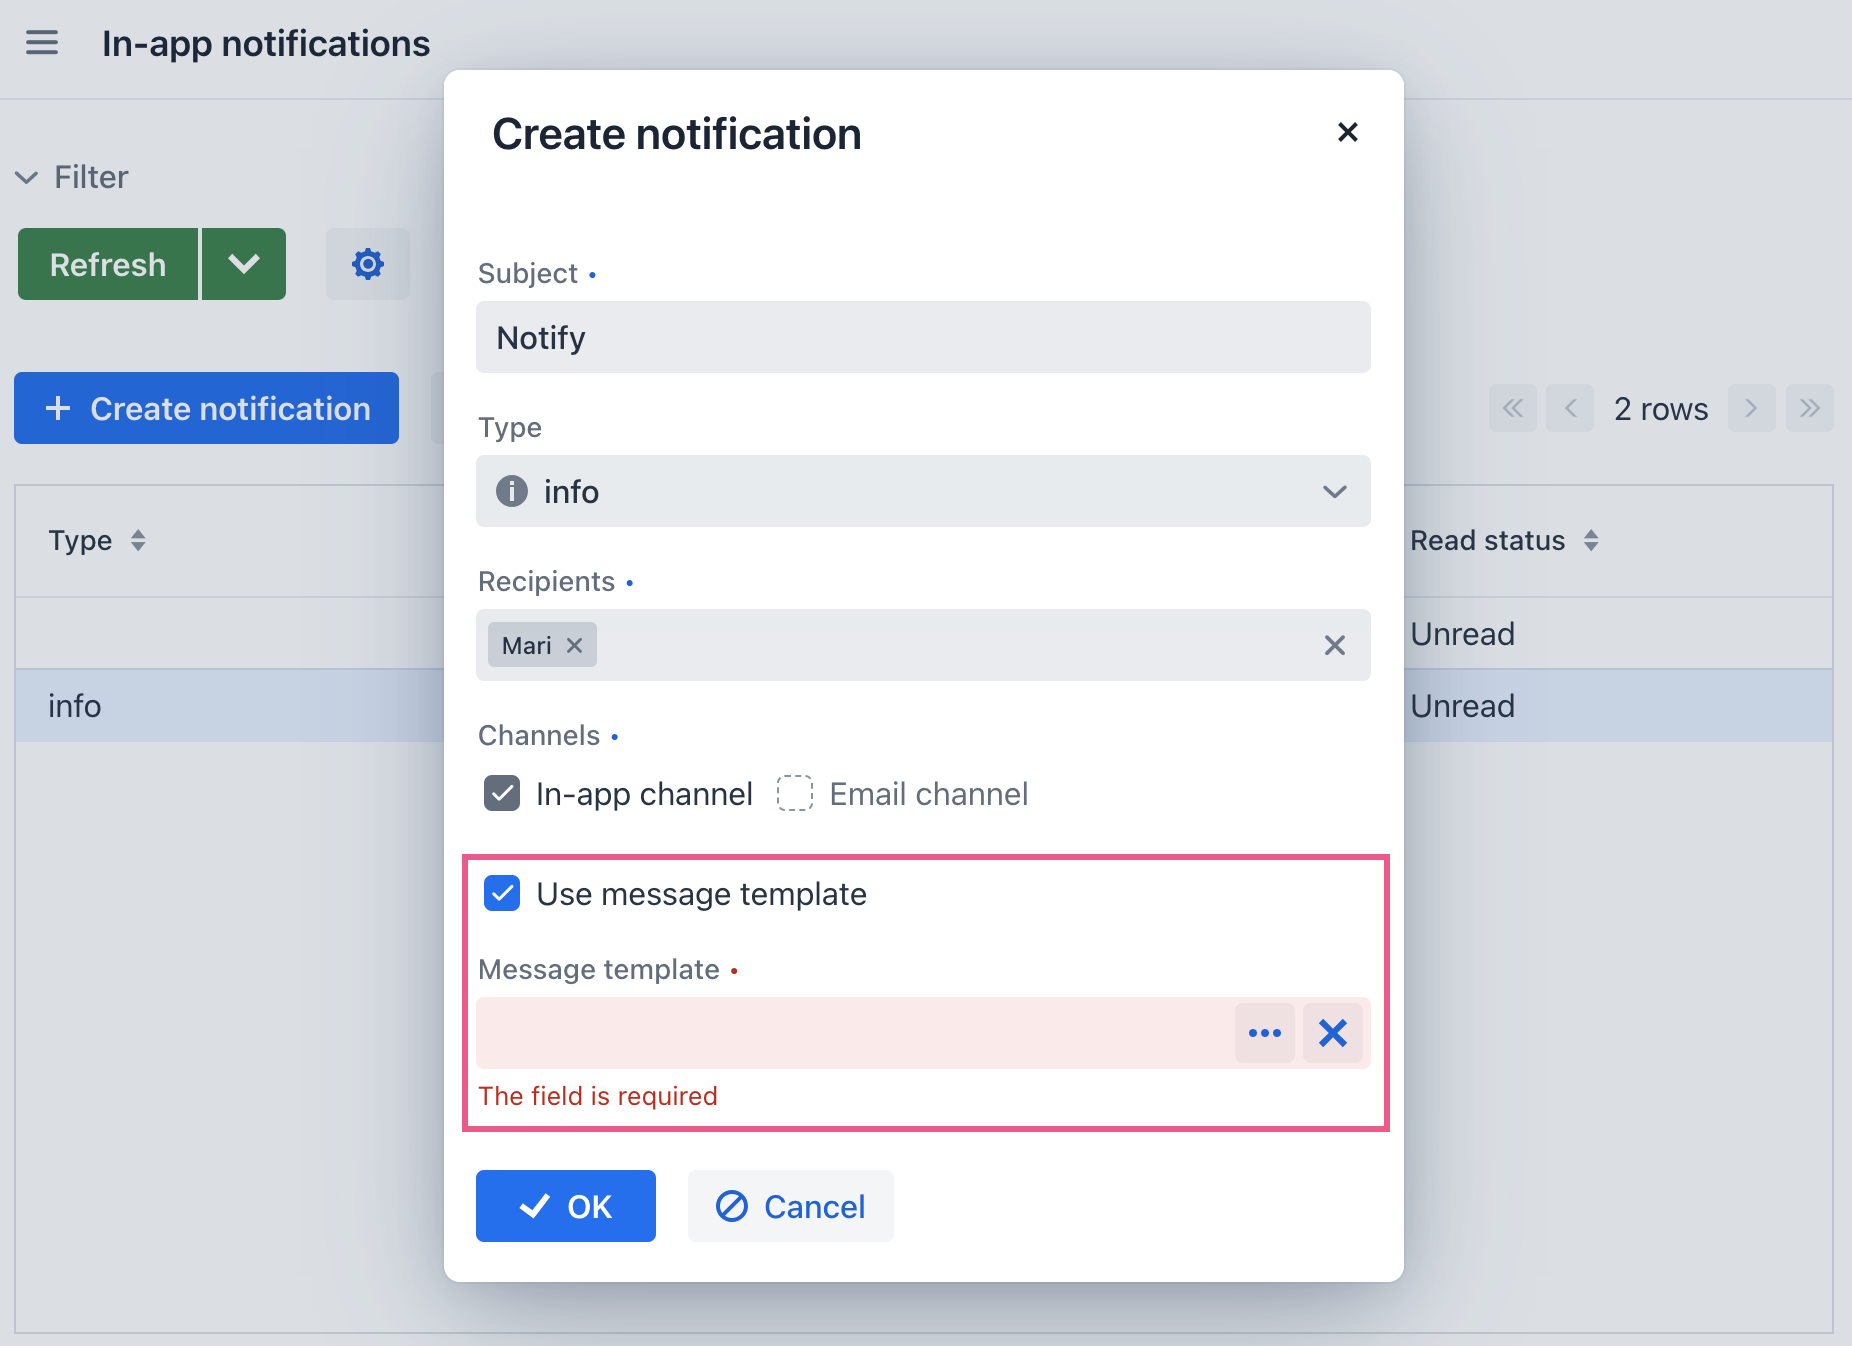 In-app notifications
Filter
Refresh
Create notification
2 rows
Type
Read status
Unread
info
Unread
Create notification
Subject •
Notify
Type
info
Recipients •
Mari
Channels •
In-app channel
Email channel
Use message template
Message template •
The field is required
OK
Cancel